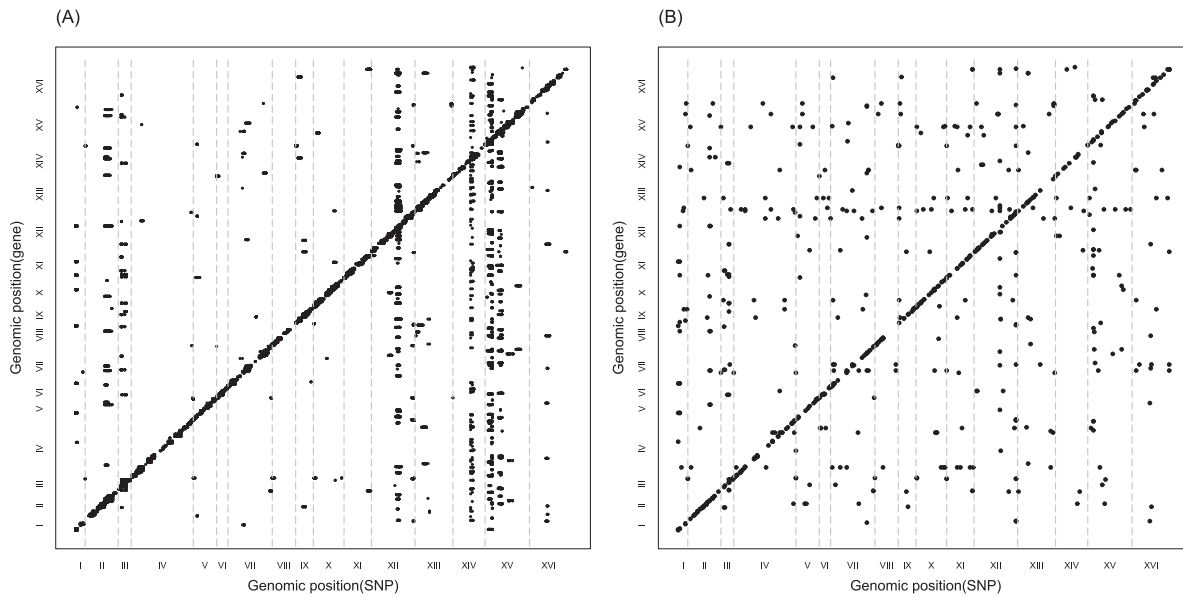 (A)
Genomic position(gene)
XVI
XV
XIV
XIII
XII
XI
X
IX
VIII
VII
VI
V
IV
III
II
I
I II III IV V VI VII VIII IX X XI XII XIII XIV XV XVI
Genomic position(SNP)
(B)
Genomic position(gene)
XVI
XV
XIV
XIII
XII
XI
X
IX
VIII
VII
VI
V
IV
III
II
I
I II III IV V VI VII VIII IX X XI XII XIII XIV XV XVI
Genomic position(SNP)